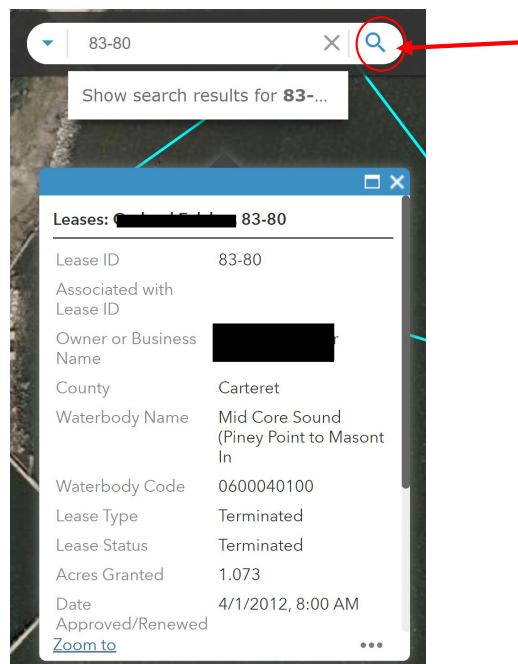 83-80
Show search results for 83-...
Leases: 83-80
Lease ID 83-80
Associated with
Lease ID
Owner or Business
Name
County Carteret
Waterbody Name Mid Core Sound
(Piney Point to Masont
In
Waterbody Code 0600040100
Lease Type Terminated
Lease Status Terminated
Acres Granted 1.073
Date 4/1/2012, 8:00 AM
Approved/Renewed
Zoom to